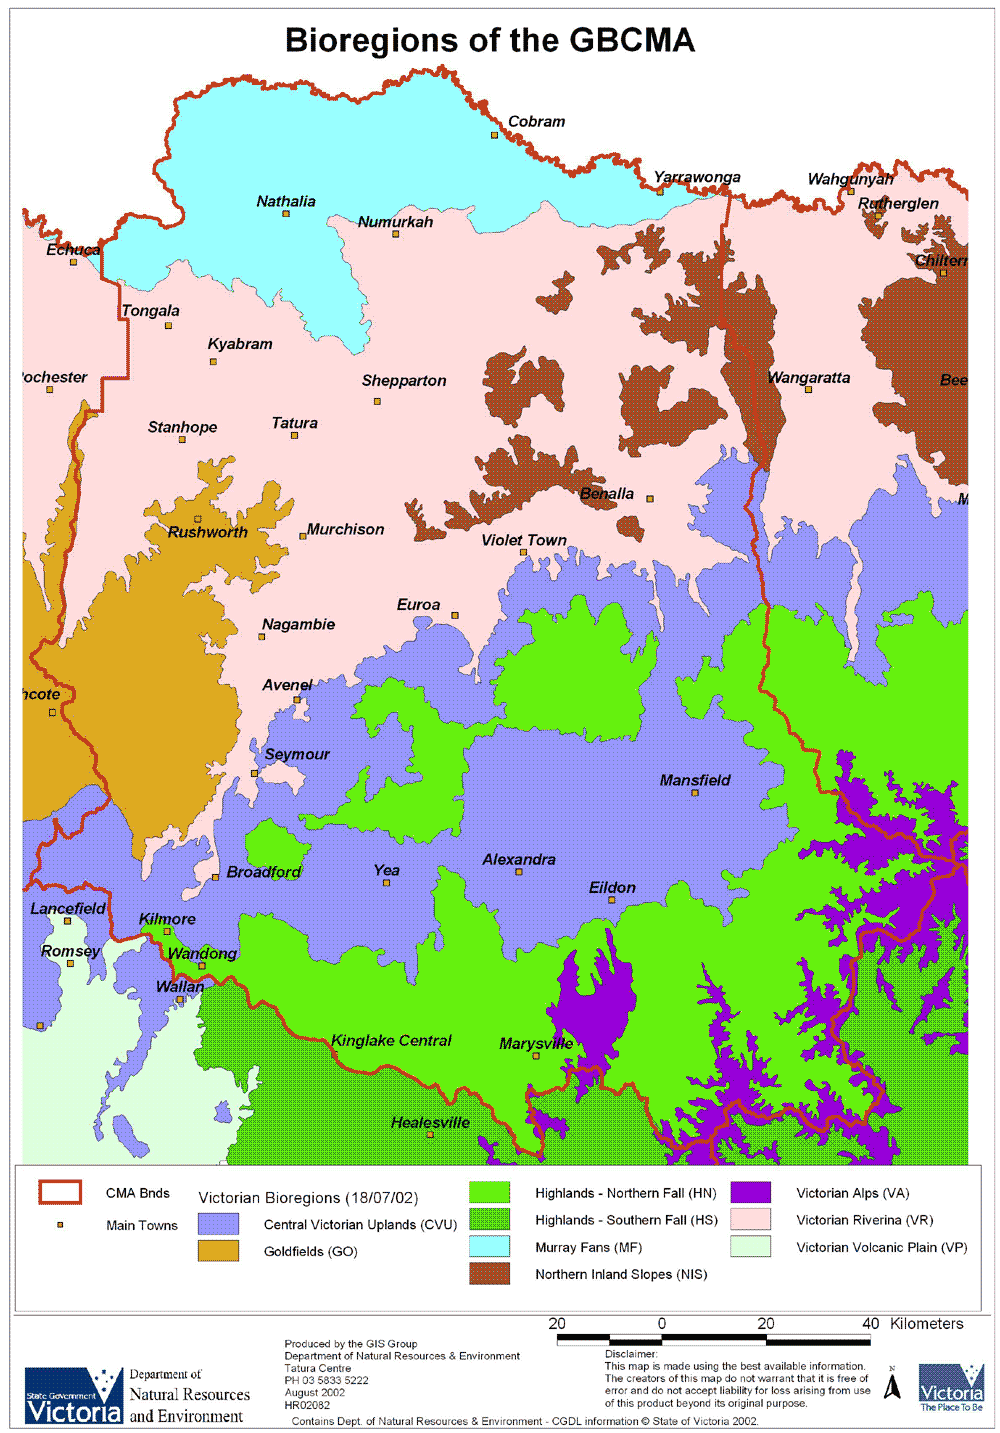 Bioregions of the GBCMA
Cobram
Yarrawonga
Wahgunyah
Rutherglen
Nathalia
Numurkah
Echuca
Chiltern
Tongala
Kyabram
Rochester
Shepparton
Wangaratta
Bee
Stanhope
Tatura
Benalla
M
Rushworth
Murchison
Violet Town
Euroa
Nagambie
Avenel
hcote
Seymour
Mansfield
Broadford
Yea
Alexandra
Eildon
Lancefield
Kilmore
Romsey
Wandong
Wallan
Kinglake Central
Marysville
Healesville
CMA Bnds
Main Towns
Victorian Bioregions (18/07/02)
Central Victorian Uplands (CVU)
Goldfields (GO)
Highlands - Northern Fall (HN)
Highlands - Southern Fall (HS)
Murray Fans (MF)
Northern Inland Slopes (NIS)
Victorian Alps (VA)
Victorian Riverina (VR)
Victorian Volcanic Plain (VP)
20 0 20 40 Kilometers
State Government
Victoria
Department of
Natural Resources
and Environment
Produced by the GIS Group
Department of Natural Resources & Environment
Tatura Centre
PH 03 5833 5222
August 2002
HR02082
Disclaimer:
This map is made using the best available information.
The creators of this map do not warrant that it is free of
error and do not accept liability for loss arising from use
of this product beyond its original purpose.
Contains Dept. of Natural Resources & Environment - CGDL information © State of Victoria 2002.
N
Victoria
The Place To Be